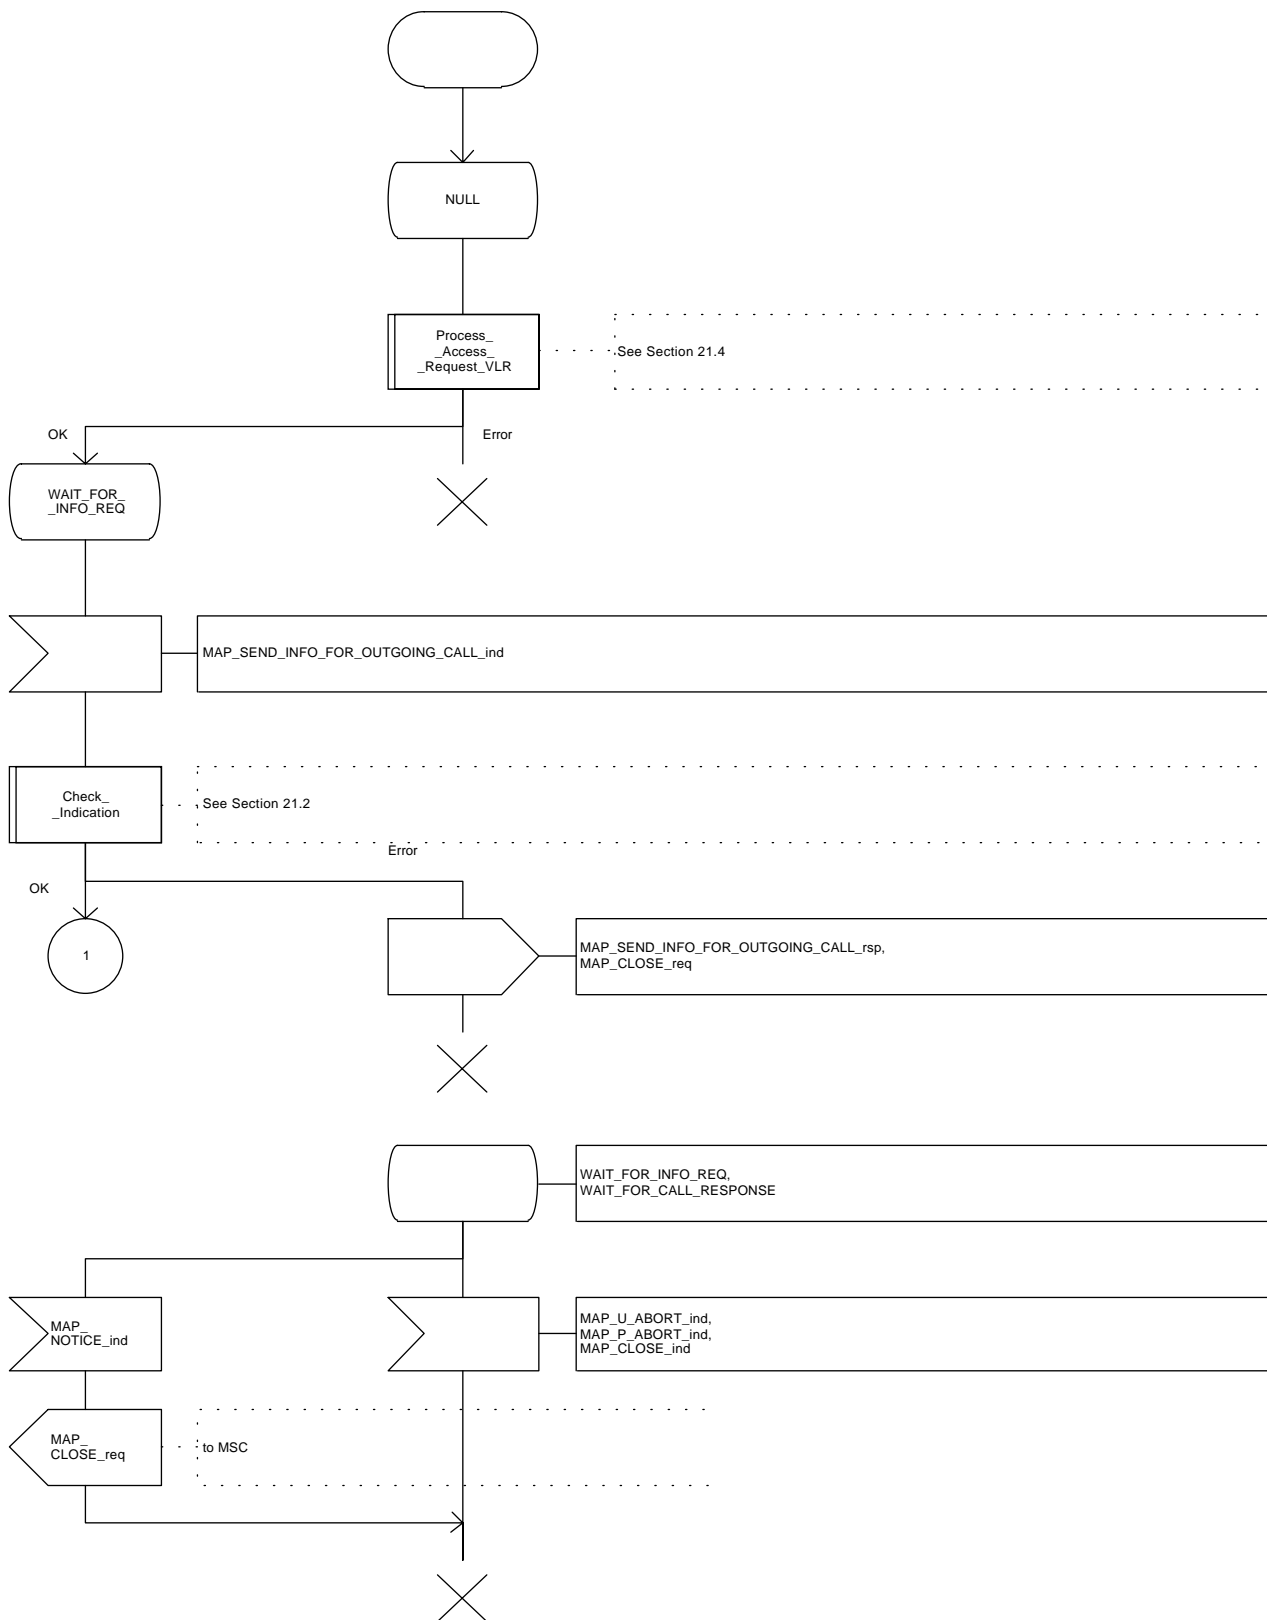 NULL
Process_
_Access_
_Request_VLR
See Section 21.4
OK
Error
WAIT_FOR_
_INFO_REQ
MAP_SEND_INFO_FOR_OUTGOING_CALL_ind
Check_
_Indication
See Section 21.2
Error
OK
1
MAP_SEND_INFO_FOR_OUTGOING_CALL_rsp,
MAP_CLOSE_req
WAIT_FOR_INFO_REQ,
WAIT_FOR_CALL_RESPONSE
MAP_
NOTICE_ind
MAP_U_ABORT_ind,
MAP_P_ABORT_ind,
MAP_CLOSE_ind
MAP_
CLOSE_req
to MSC